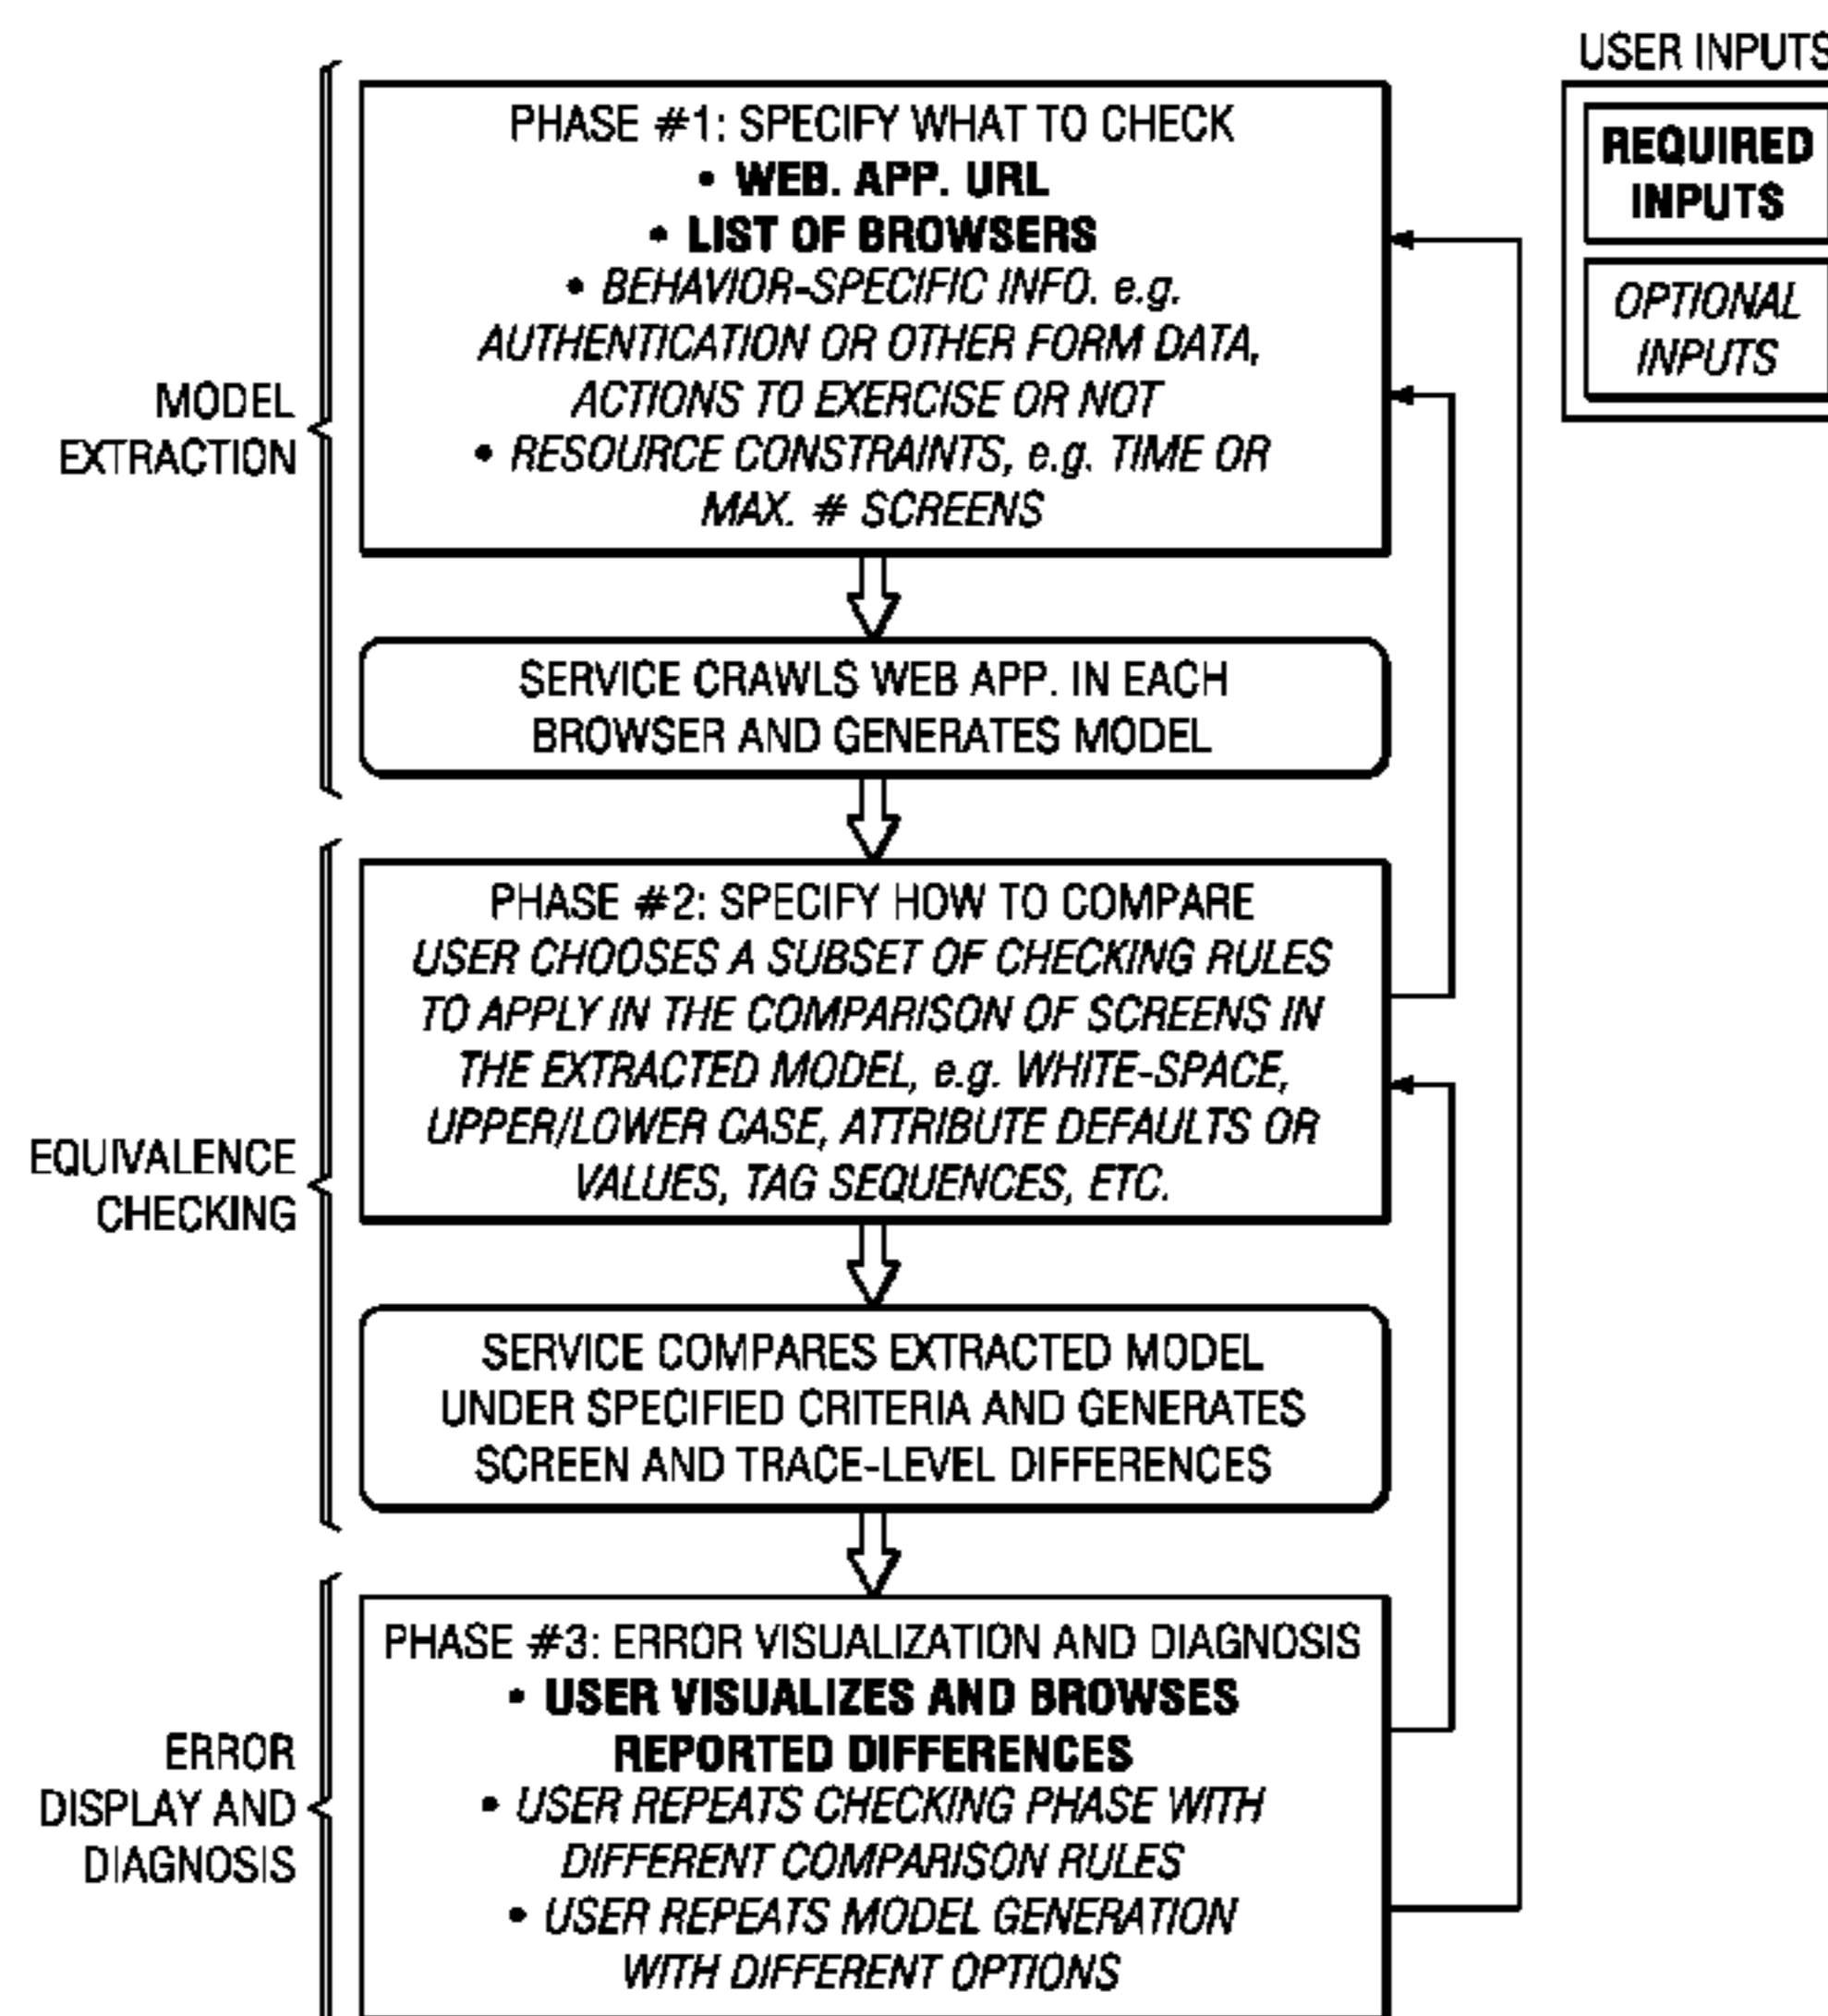 USER INPUTS
REQUIRED
INPUTS
OPTIONAL
INPUTS
MODEL
EXTRACTION
PHASE #1: SPECIFY WHAT TO CHECK
• WEB. APP. URL
• LIST OF BROWSERS
• BEHAVIOR-SPECIFIC INFO. e.g.
AUTHENTICATION OR OTHER FORM DATA,
ACTIONS TO EXERCISE OR NOT
• RESOURCE CONSTRAINTS, e.g. TIME OR
MAX. # SCREENS
SERVICE CRAWLS WEB APP. IN EACH
BROWSER AND GENERATES MODEL
EQUIVALENCE
CHECKING
PHASE #2: SPECIFY HOW TO COMPARE
USER CHOOSES A SUBSET OF CHECKING RULES
TO APPLY IN THE COMPARISON OF SCREENS IN
THE EXTRACTED MODEL, e.g. WHITE-SPACE,
UPPER/LOWER CASE, ATTRIBUTE DEFAULTS OR
VALUES, TAG SEQUENCES, ETC.
SERVICE COMPARES EXTRACTED MODEL
UNDER SPECIFIED CRITERIA AND GENERATES
SCREEN AND TRACE-LEVEL DIFFERENCES
ERROR
DISPLAY AND
DIAGNOSIS
PHASE #3: ERROR VISUALIZATION AND DIAGNOSIS
• USER VISUALIZES AND BROWSES
REPORTED DIFFERENCES
• USER REPEATS CHECKING PHASE WITH
DIFFERENT COMPARISON RULES
• USER REPEATS MODEL GENERATION
WITH DIFFERENT OPTIONS